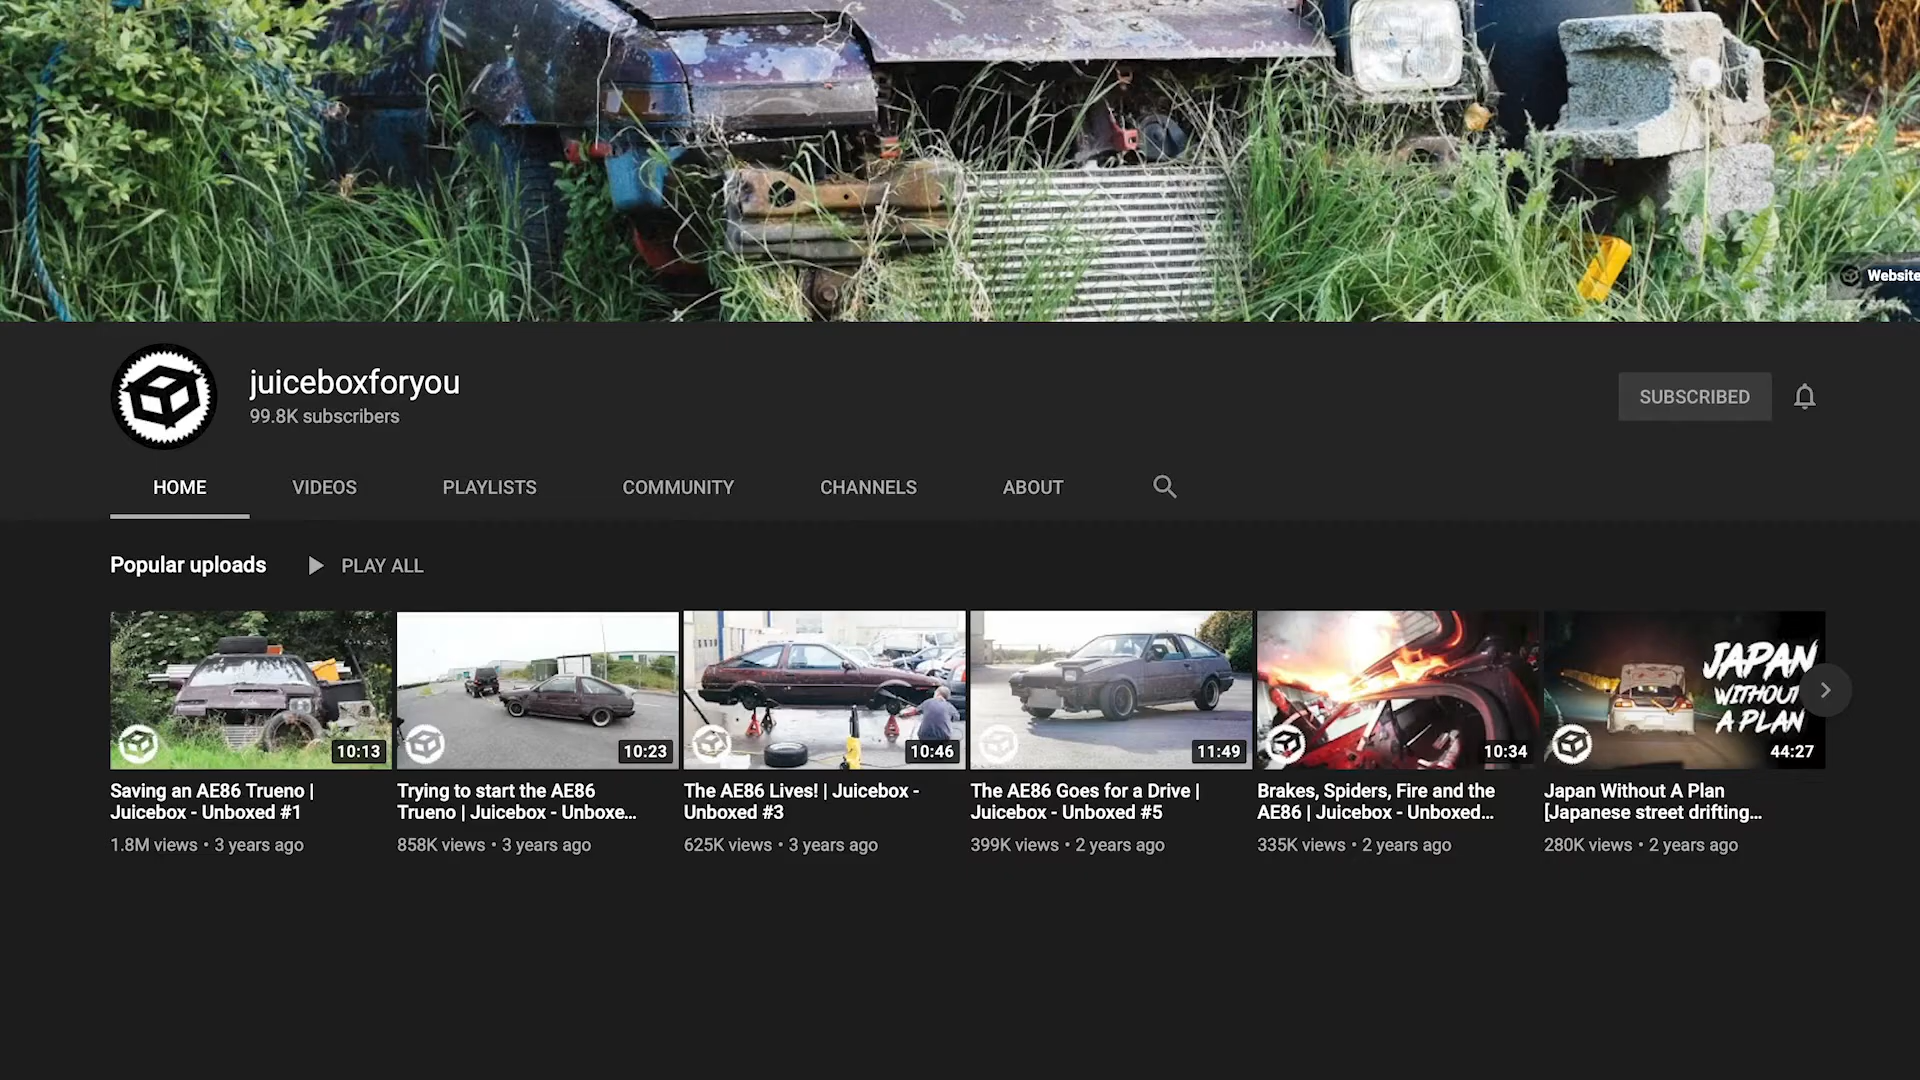 Website
juiceboxforyou
99.8K subscribers
SUBSCRIBED
HOME
VIDEOS
PLAYLISTS
COMMUNITY
CHANNELS
ABOUT
Popular uploads
PLAY ALL
10:13
10:23
10:46
11:49
10:34
JAPAN
WITHOUT
A PLAN
44:27
Saving an AE86 Trueno |
Juicebox - Unboxed #1
1.8M views • 3 years ago
Trying to start the AE86
Trueno | Juicebox - Unboxe...
858K views • 3 years ago
The AE86 Lives! | Juicebox -
Unboxed #3
625K views • 3 years ago
The AE86 Goes for a Drive |
Juicebox - Unboxed #5
399K views • 2 years ago
Brakes, Spiders, Fire and the
AE86 | Juicebox - Unboxed...
335K views • 2 years ago
Japan Without A Plan
[Japanese street drifting...
280K views • 2 years ago